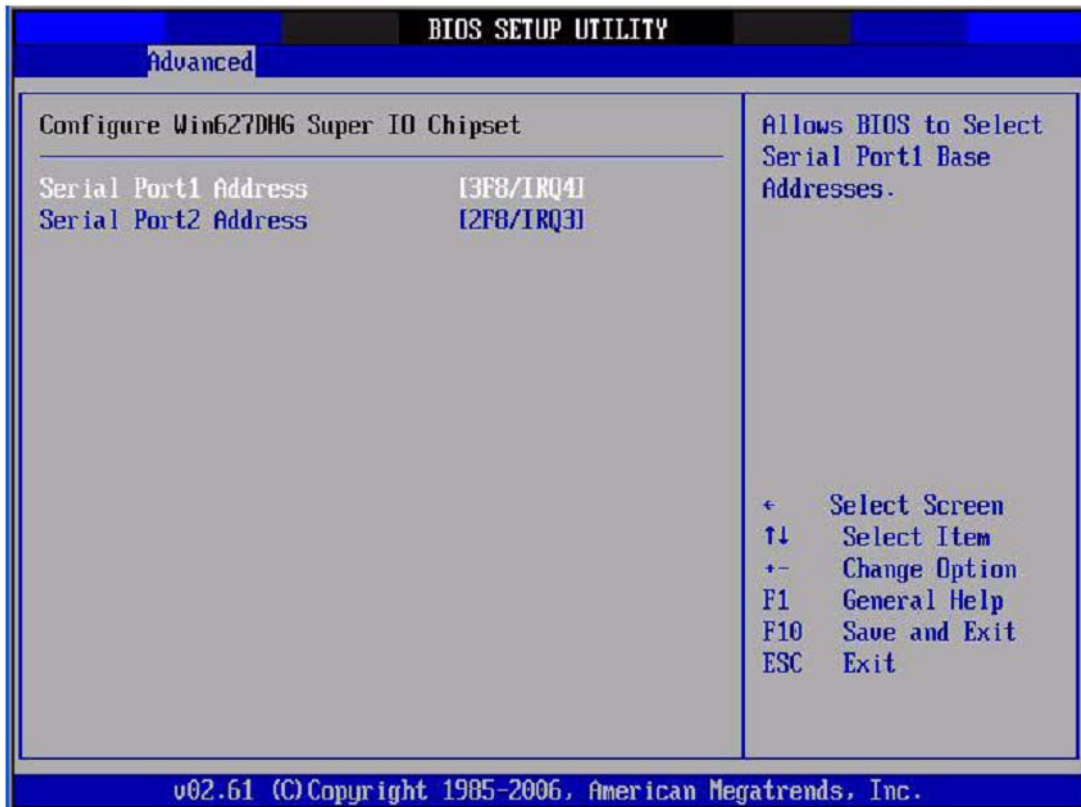 BIOS SETUP UTILITY
Advanced
Configure Win627DHG Super IO Chipset
Serial Port1 Address [3F8/IRQ4]
Serial Port2 Address [2F8/IRQ3]
Allows BIOS to Select
Serial Port1 Base
Addresses.
← Select Screen
↑↓ Select Item
+- Change Option
F1 General Help
F10 Save and Exit
ESC Exit
v02.61 (C)Copyright 1985-2006, American Megatrends, Inc.